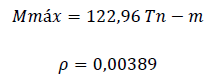 Mmáx = 122,96 Tn − m
ρ = 0,00389